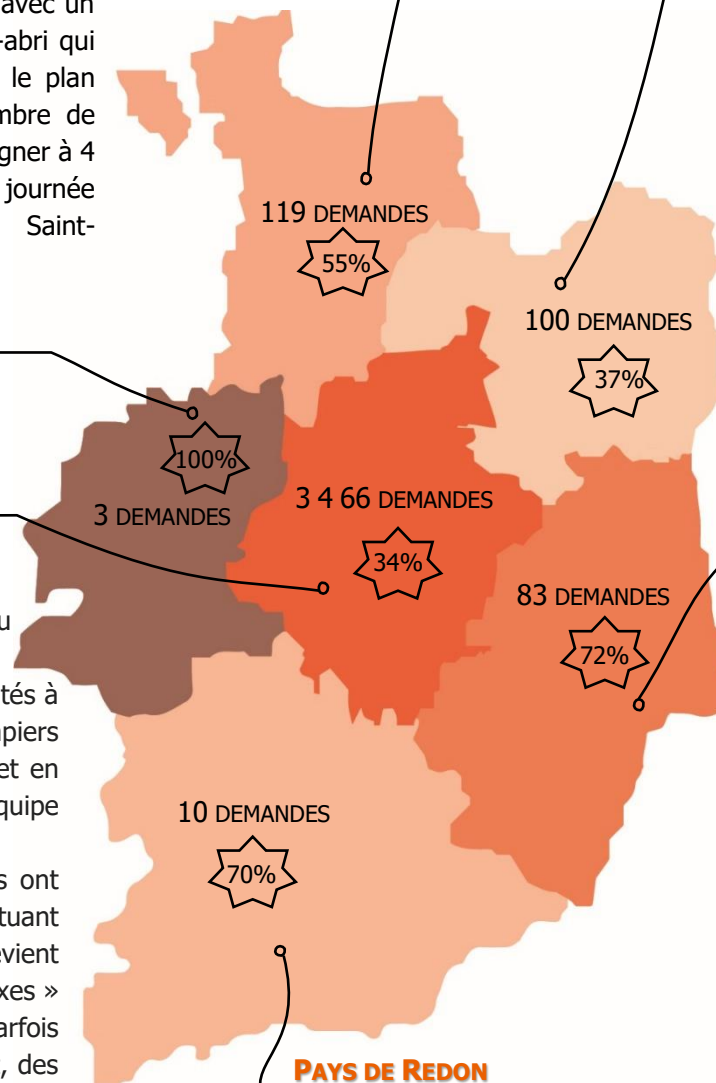 avec un
-abri qui
le plan
mbre de
gner à 4
journée
Saint-
119 DEMANDES
55%
100 DEMANDES
37%
100%
3 DEMANDES
3 4 66 DEMANDES
34%
83 DEMANDES
72%
u
tés à
piers
et en
quipe
10 DEMANDES
70%
s ont
tuant
evient
xes »
arfois
, des
PAYS DE REDON